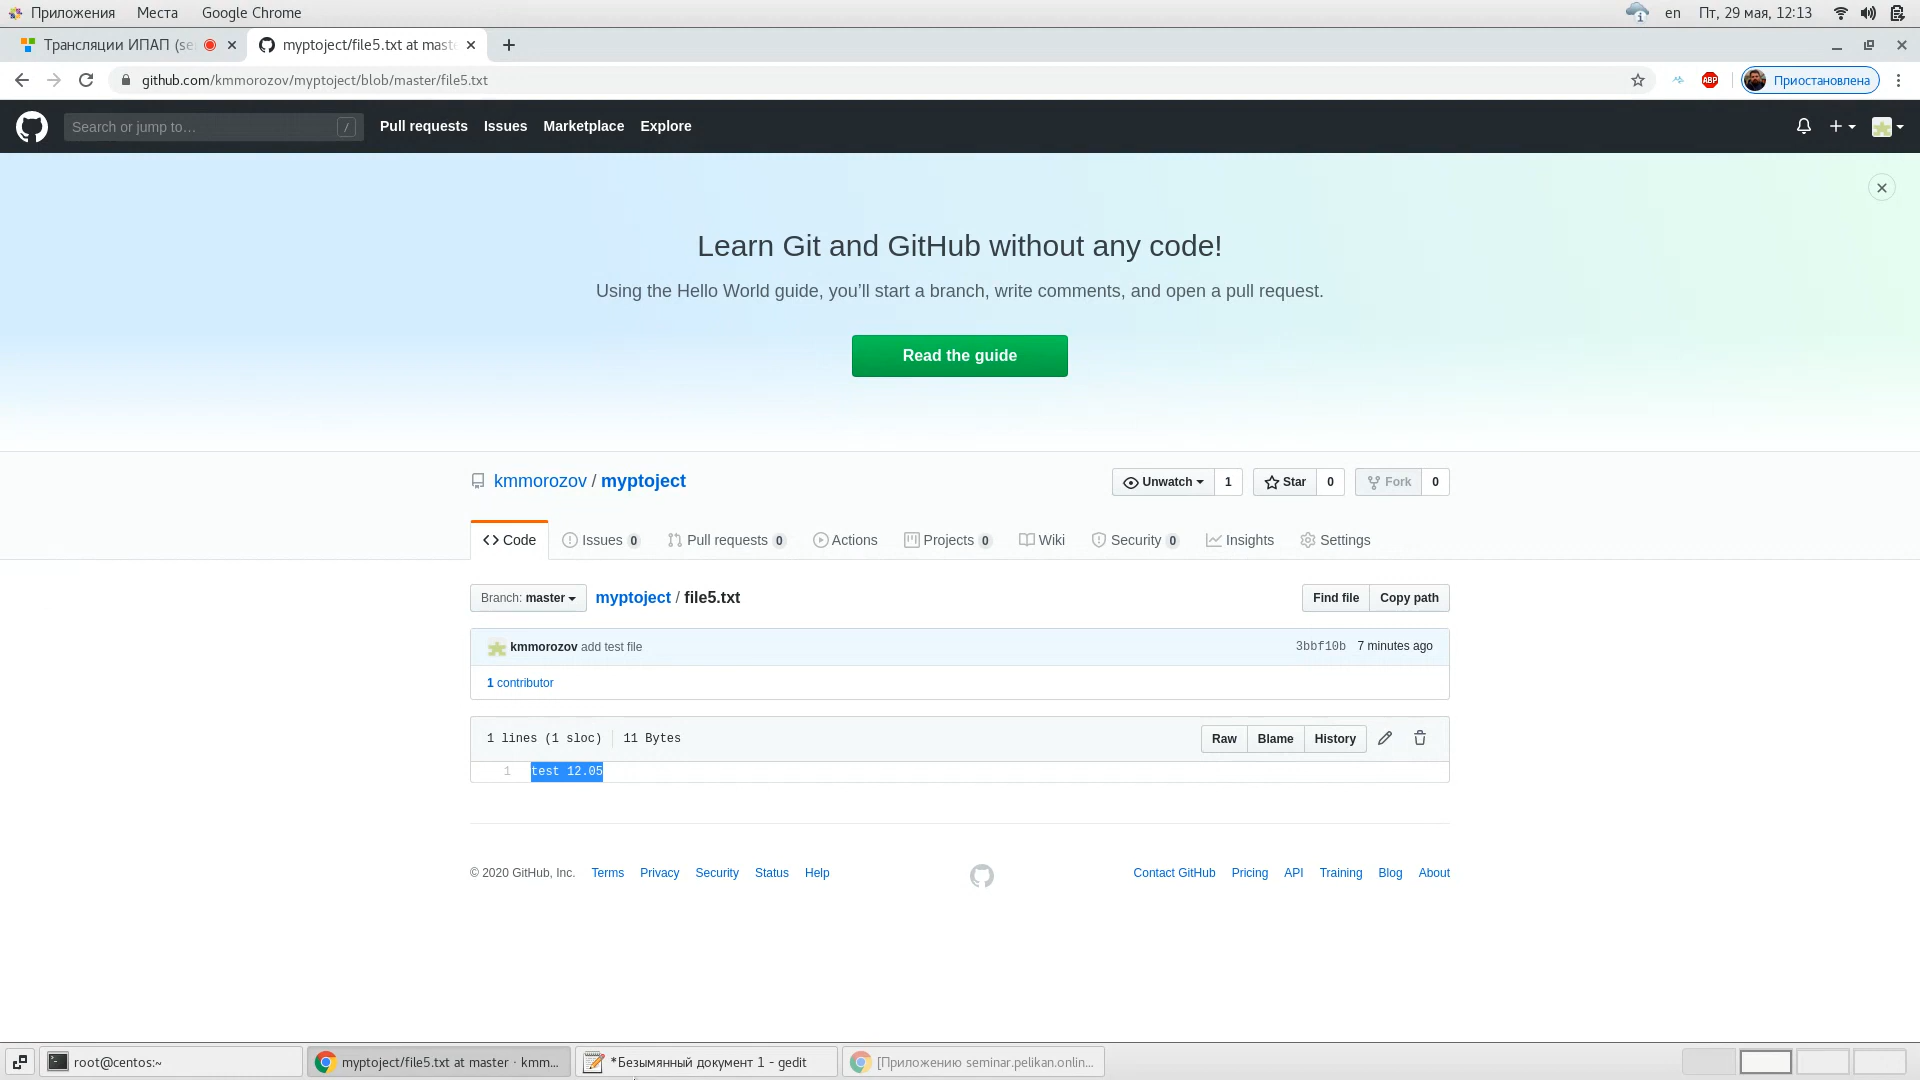 Приложения Места Google Chrome en Пт, 29 мая, 12:13
Трансляции ИПАП (se myptoject/file5.txt at maste
github.com/kmmorozov/myptoject/blob/master/file5.txt ABP Приостановлена
Search or jump to… / Pull requests Issues Marketplace Explore
Learn Git and GitHub without any code!
Using the Hello World guide, you’ll start a branch, write comments, and open a pull request.
Read the guide
kmmorozov / myptoject Unwatch 1 Star 0 Fork 0
Code Issues 0 Pull requests 0 Actions Projects 0 Wiki Security 0 Insights Settings
Branch: master myptoject / file5.txt Find file Copy path
kmmorozov add test file 3bbf10b 7 minutes ago
1 contributor
1 lines (1 sloc) 11 Bytes Raw Blame History
1 test 12.05
© 2020 GitHub, Inc. Terms Privacy Security Status Help Contact GitHub Pricing API Training Blog About
root@centos:~ myptoject/file5.txt at master · kmm... *Безымянный документ 1 - gedit [Приложению seminar.pelikan.onlin...